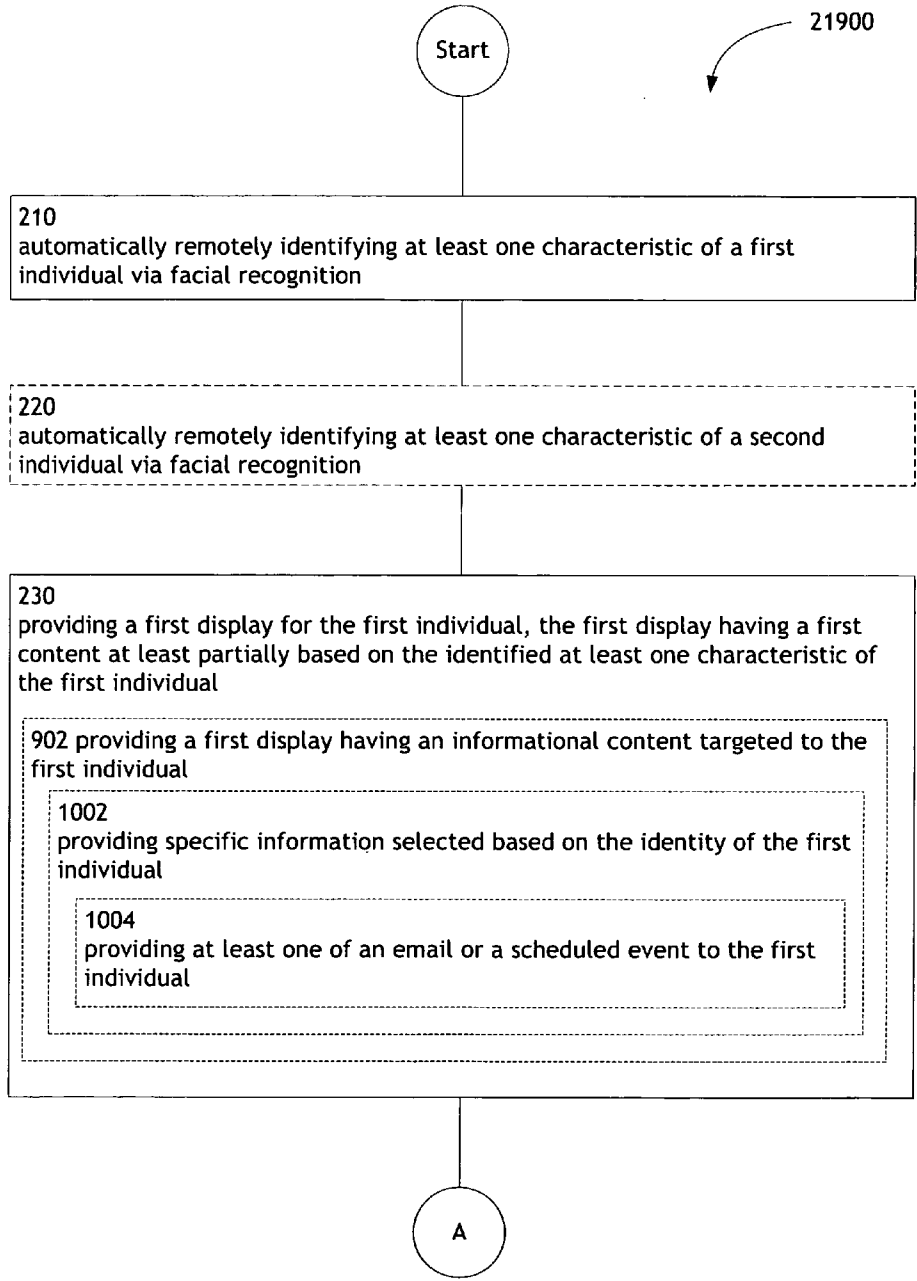 21900
Start
210
automatically remotely identifying at least one characteristic of a first
individual via facial recognition
220
automatically remotely identifying at least one characteristic of a second
individual via facial recognition
230
providing a first display for the first individual, the first display having a first
content at least partially based on the identified at least one characteristic of
the first individual
902 providing a first display having an informational content targeted to the
first individual
1002
providing specific information selected based on the identity of the first
individual
1004
providing at least one of an email or a scheduled event to the first
individual
A